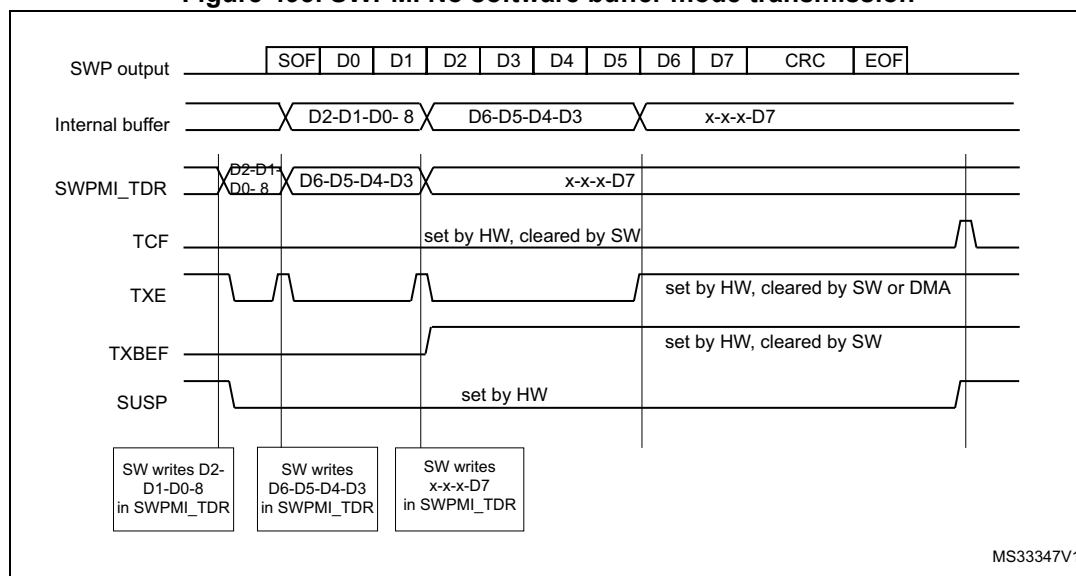 Figure 493. SWPMI No software buffer mode transmission
SWP output SOF D0 D1 D2 D3 D4 D5 D6 D7 CRC EOF
Internal buffer D2-D1-D0- 8 D6-D5-D4-D3 x-x-x-D7
SWPMI_TDR D2-D1-
D0- 8 D6-D5-D4-D3 x-x-x-D7
TCF set by HW, cleared by SW
TXE set by HW, cleared by SW or DMA
TXBEF set by HW, cleared by SW
SUSP set by HW
SW writes D2-
D1-D0-8
in SWPMI_TDR
SW writes
D6-D5-D4-D3
in SWPMI_TDR
SW writes
x-x-x-D7
in SWPMI_TDR
MS33347V1